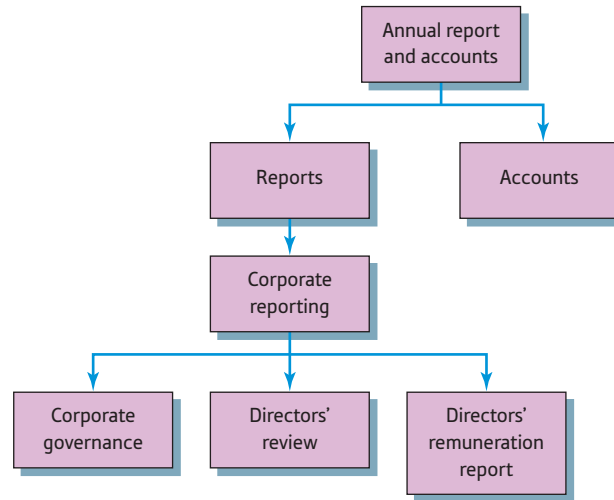 Annual report
and accounts
Reports
Accounts
Corporate
reporting
Corporate
governance
Directors’
review
Directors’
remuneration
report